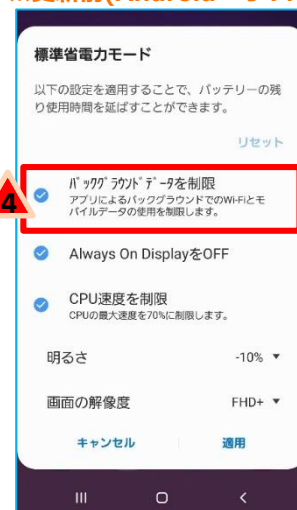 標準省電力モード
以下の設定を適用することで、バッテリーの残
り使用時間を延ばすことができます。
リセット
4
ﾊﾞｯｸｸﾞﾗｳﾝﾄﾞﾃﾞｰﾀを制限
アプリによるバックグラウンドでのWi-Fiとモ
バイルデータの使用を制限します。
Always On DisplayをOFF
CPU速度を制限
CPUの最大速度を70%に制限します。
明るさ -10% ▼
画面の解像度 FHD+ ▼
キャンセル 適用